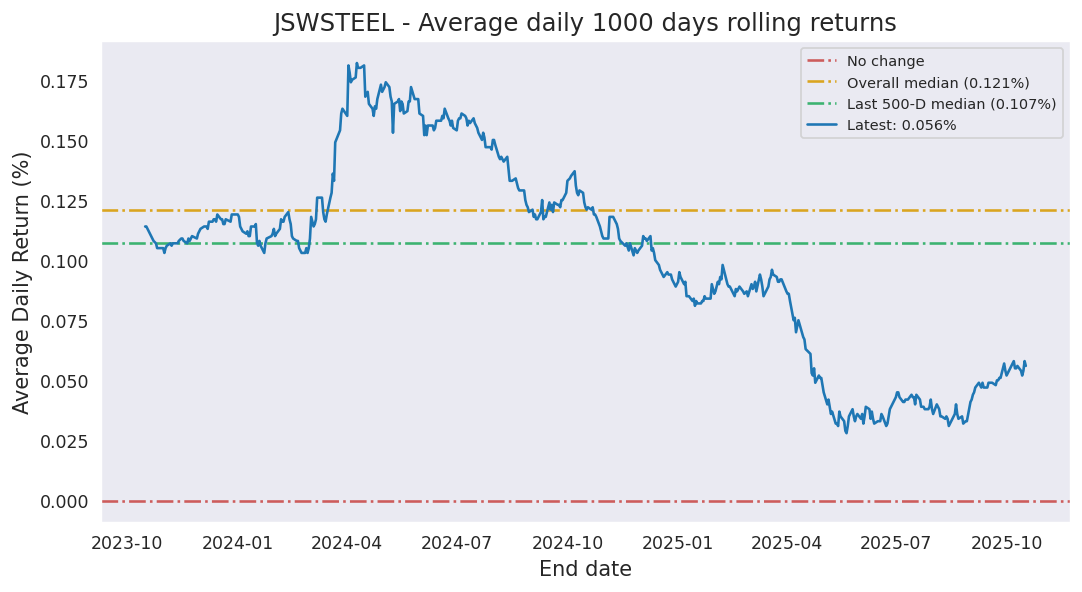 JSWSTEEL - Average daily 1000 days rolling returns
No change
Overall median (0.121%)
Last 500-D median (0.107%)
Latest: 0.056%
Average Daily Return (%)
0.175
0.150
0.125
0.100
0.075
0.050
0.025
0.000
2023-10
2024-01
2024-04
2024-07
2024-10
2025-01
2025-04
2025-07
2025-10
End date